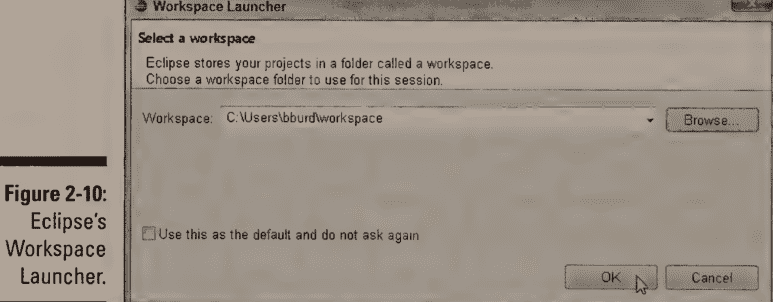 Workspace Launcher
Select a workspace
Eclipse stores your projects in a folder called a workspace.
Choose a workspace folder to use for this session.
Workspace: C:\Users\bburd\workspace
Browse...
Use this as the default and do not ask again
OK
Cancel
Figure 2-10:
Eclipse's
Workspace
Launcher.